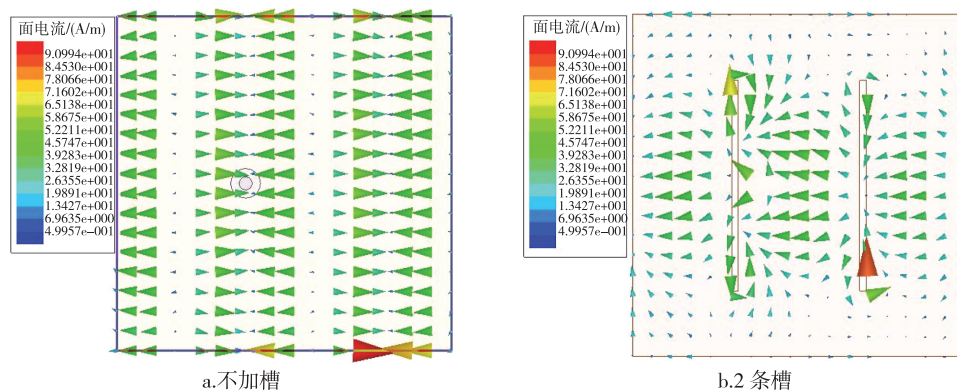 面电流/(A/m)
9.0994e+001
8.4530e+001
7.8066e+001
7.1602e+001
6.5138e+001
5.8675e+001
5.2211e+001
4.5747e+001
3.9283e+001
3.2819e+001
2.6355e+001
1.9891e+001
1.3427e+001
6.9635e+000
4.9957e-001
a.不加槽
面电流/(A/m)
9.0994e+001
8.4530e+001
7.8066e+001
7.1602e+001
6.5138e+001
5.8675e+001
5.2211e+001
4.5747e+001
3.9283e+001
3.2819e+001
2.6355e+001
1.9891e+001
1.3427e+001
6.9635e+000
4.9957e-001
b.2 条槽